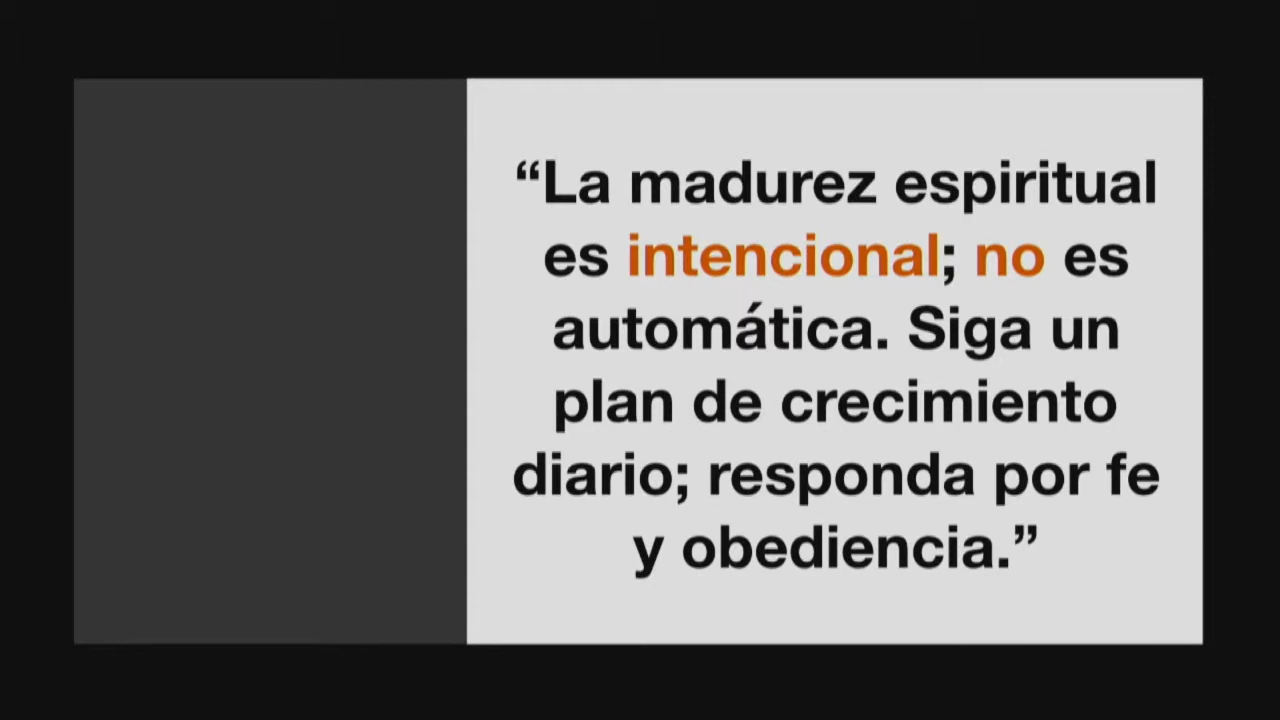 “La madurez espiritual
es intencional; no es
automática. Siga un
plan de crecimiento
diario; responda por fe
y obediencia.”